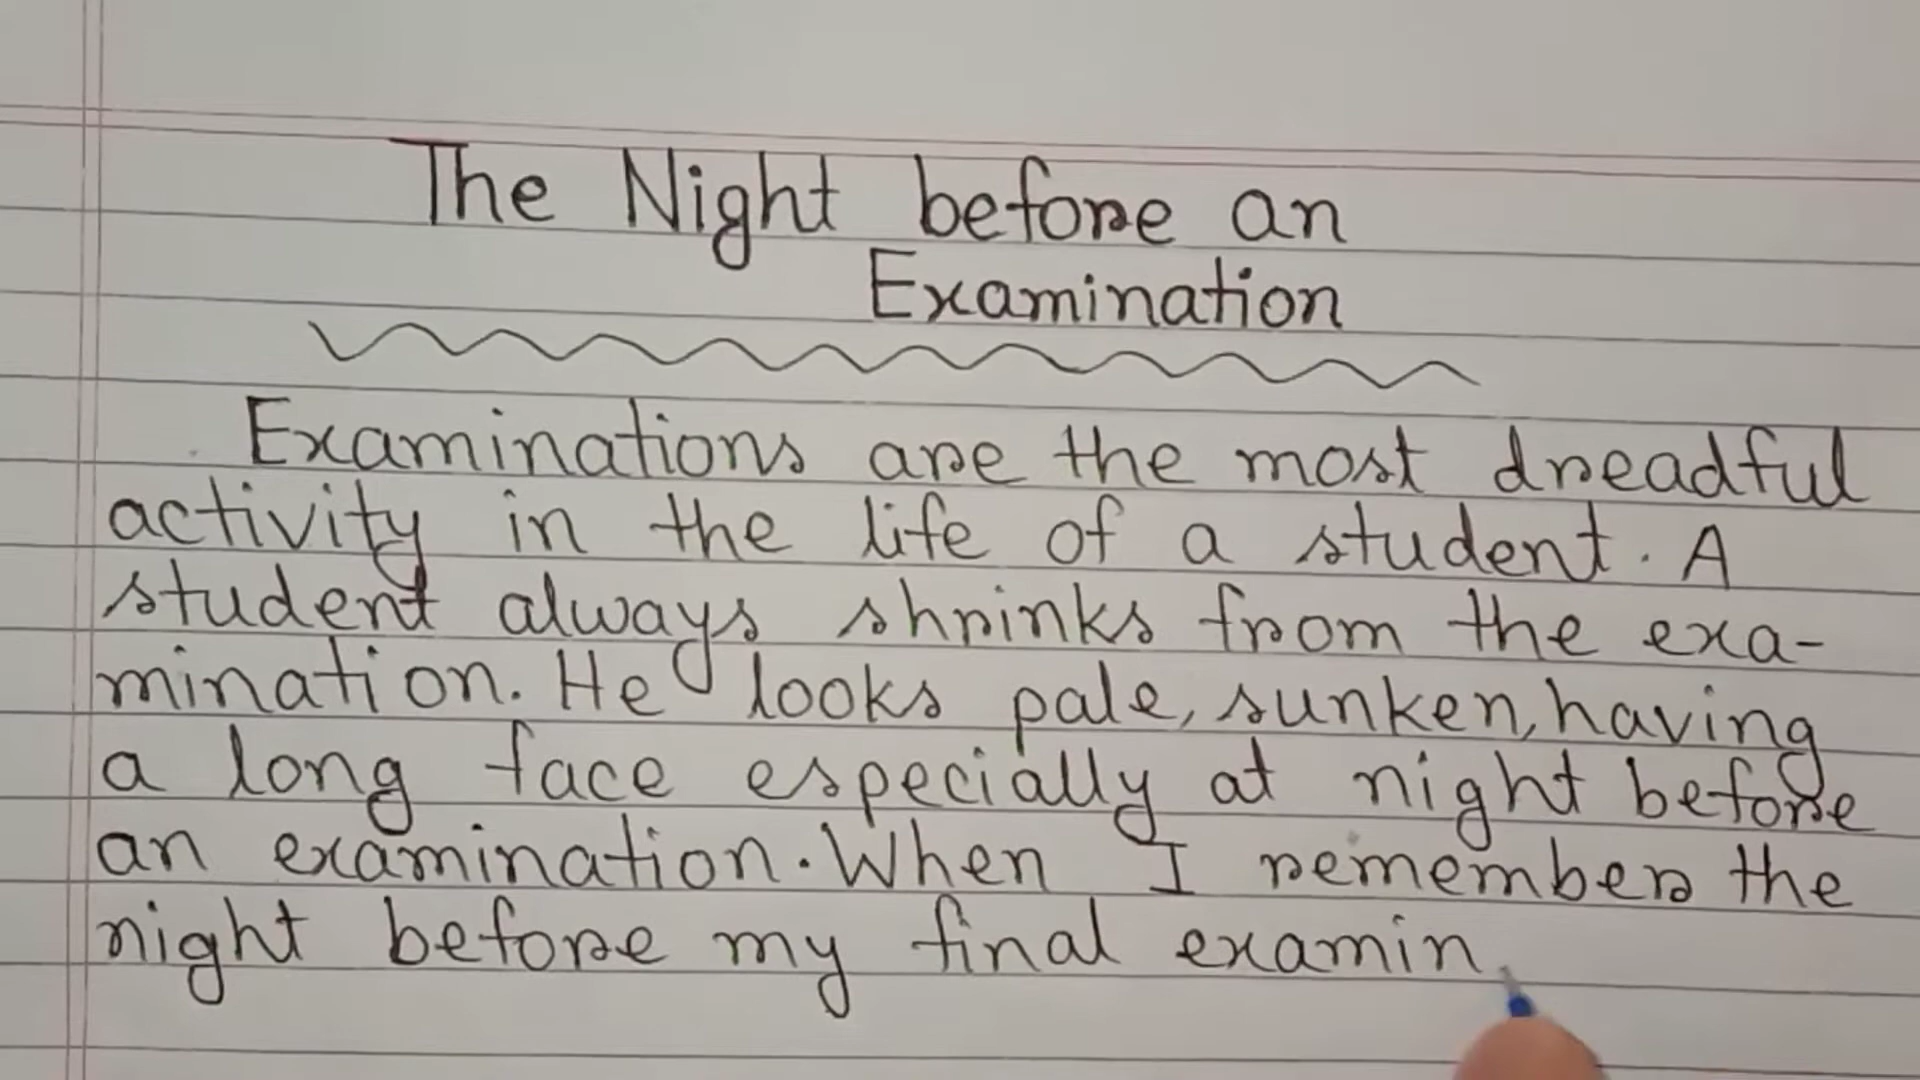 The Night before an
Examination
Examinations are the most dreadful
activity in the life of a student. A
student always shrinks from the exa-
mination. He looks pale, sunken, having
a long face especially at night before
an examination. When I remember the
night before my final examin